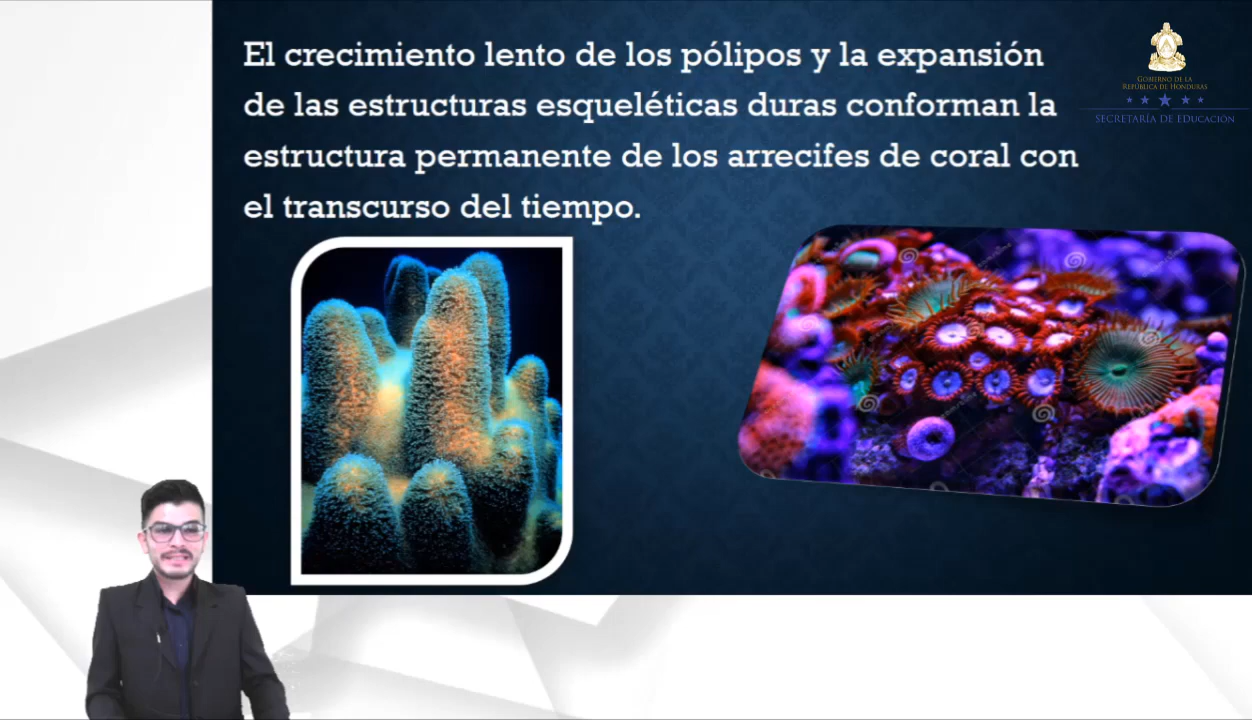 El crecimiento lento de los pólipos y la expansión
de las estructuras esqueléticas duras conforman la
estructura permanente de los arrecifes de coral con
el transcurso del tiempo.
GOBIERNO DE LA
REPÚBLICA DE HONDURAS
SECRETARÍA DE EDUCACIÓN